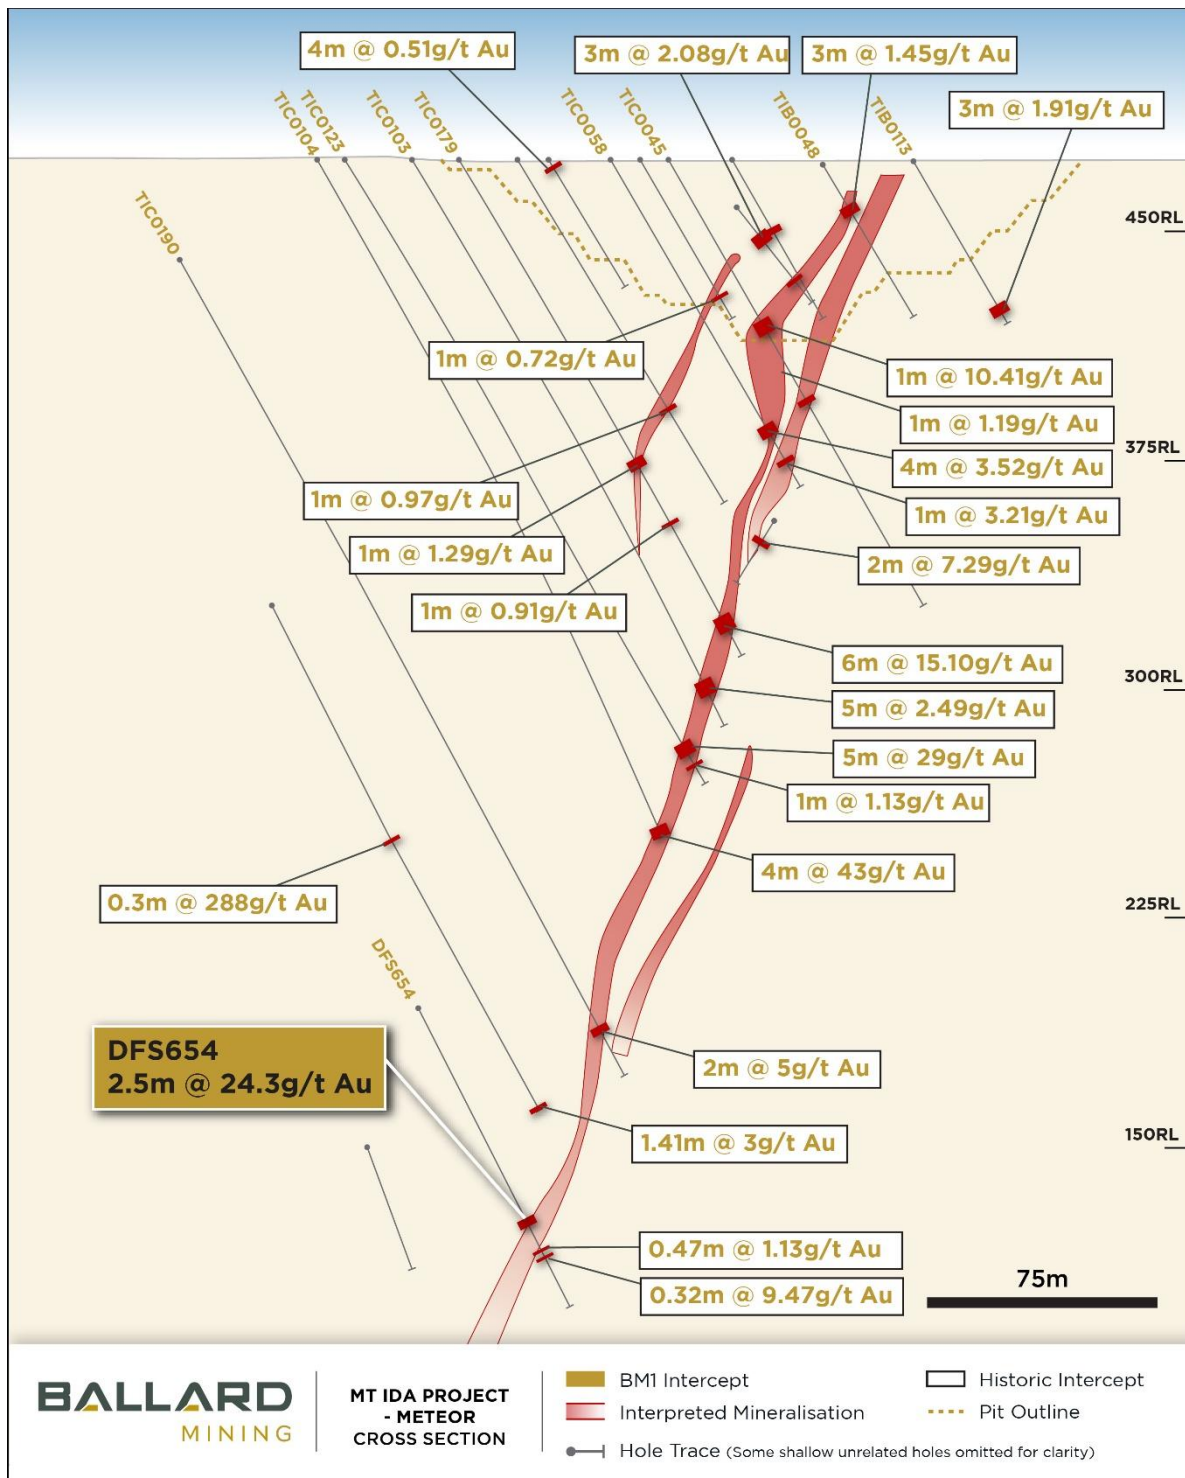 4m @ 0.51g/t Au
3m @ 2.08g/t Au
3m @ 1.45g/t Au
3m @ 1.91g/t Au
TIC0104
TIC0123
TIC0103
TIC0179
TIC0058
TIC0045
TIB0048
TIB0113
TIC0190
450RL
1m @ 0.72g/t Au
1m @ 10.41g/t Au
1m @ 1.19g/t Au
375RL
4m @ 3.52g/t Au
1m @ 0.97g/t Au
1m @ 3.21g/t Au
1m @ 1.29g/t Au
2m @ 7.29g/t Au
1m @ 0.91g/t Au
6m @ 15.10g/t Au
300RL
5m @ 2.49g/t Au
5m @ 29g/t Au
1m @ 1.13g/t Au
4m @ 43g/t Au
0.3m @ 288g/t Au
225RL
DFS654
DFS654
2.5m @ 24.3g/t Au
2m @ 5g/t Au
150RL
1.41m @ 3g/t Au
0.47m @ 1.13g/t Au
0.32m @ 9.47g/t Au
75m
BALLARD
MINING
MT IDA PROJECT
- METEOR
CROSS SECTION
BM1 Intercept
Historic Intercept
Interpreted Mineralisation
Pit Outline
Hole Trace (Some shallow unrelated holes omitted for clarity)